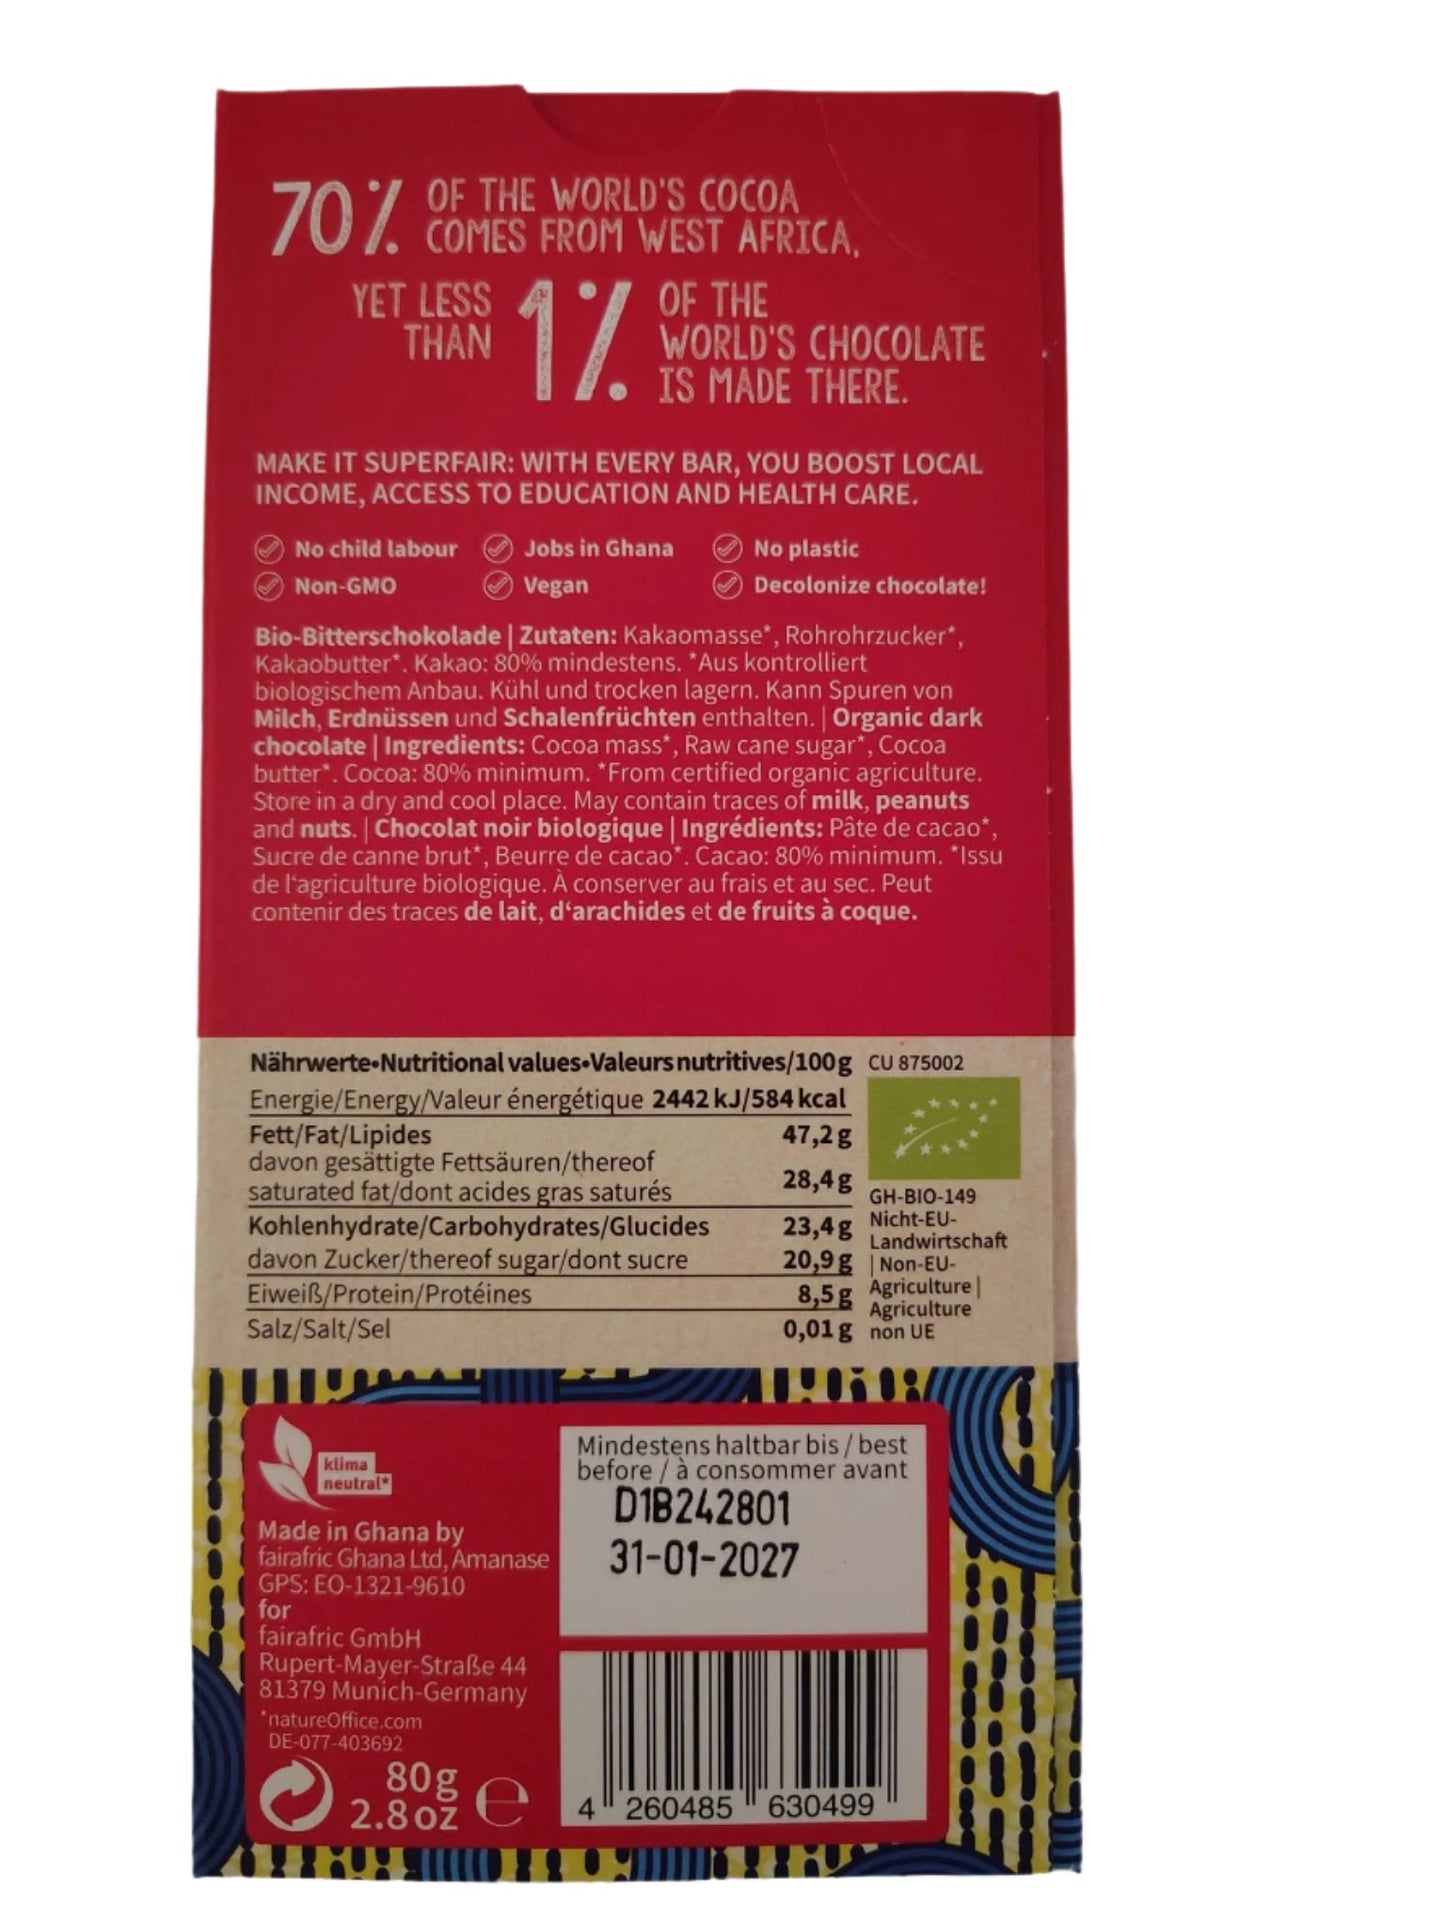 70% OF THE WORLD'S COCOA
COMES FROM WEST AFRICA,
YET LESS
THAN
1%
OF THE
WORLD'S CHOCOLATE
IS MADE THERE.
MAKE IT SUPERFAIR: WITH EVERY BAR, YOU BOOST LOCAL
INCOME, ACCESS TO EDUCATION AND HEALTH CARE.
No child labour Jobs in Ghana No plastic
Non-GMO Vegan Decolonize chocolate!
Bio-Bitterschokolade | Zutaten: Kakaomasse*, Rohrohrzucker*,
Kakaobutter*. Kakao: 80% mindestens. *Aus kontrolliert
biologischem Anbau. Kühl und trocken lagern. Kann Spuren von
Milch, Erdnüssen und Schalenfrüchten enthalten. | Organic dark
chocolate | Ingredients: Cocoa mass*, Raw cane sugar*, Cocoa
butter*. Cocoa: 80% minimum. *From certified organic agriculture.
Store in a dry and cool place. May contain traces of milk, peanuts
and nuts. | Chocolat noir biologique | Ingrédients: Pâte de cacao*,
Sucre de canne brut*, Beurre de cacao*. Cacao: 80% minimum. *Issu
de l‘agriculture biologique. À conserver au frais et au sec. Peut
contenir des traces de lait, d‘arachides et de fruits à coque.
Nährwerte•Nutritional values•Valeurs nutritives/100g
Energie/Energy/Valeur énergétique 2442 kJ/584 kcal
Fett/Fat/Lipides 47,2 g
davon gesättigte Fettsäuren/thereof
saturated fat/dont acides gras saturés 28,4 g
Kohlenhydrate/Carbohydrates/Glucides 23,4 g
davon Zucker/thereof sugar/dont sucre 20,9 g
Eiweiß/Protein/Protéines 8,5 g
Salz/Salt/Sel 0,01 g
CU 875002
GH-BIO-149
Nicht-EU-
Landwirtschaft
| Non-EU-
Agriculture |
Agriculture
non UE
klima
neutral*
Made in Ghana by
fairafric Ghana Ltd, Amanase
GPS: EO-1321-9610
for
fairafric GmbH
Rupert-Mayer-Straße 44
81379 Munich-Germany
*natureOffice.com
DE-077-403692
80g
2.8oz
e
Mindestens haltbar bis / best
before / à consommer avant
D1B242801
31-01-2027
4 260485 630499